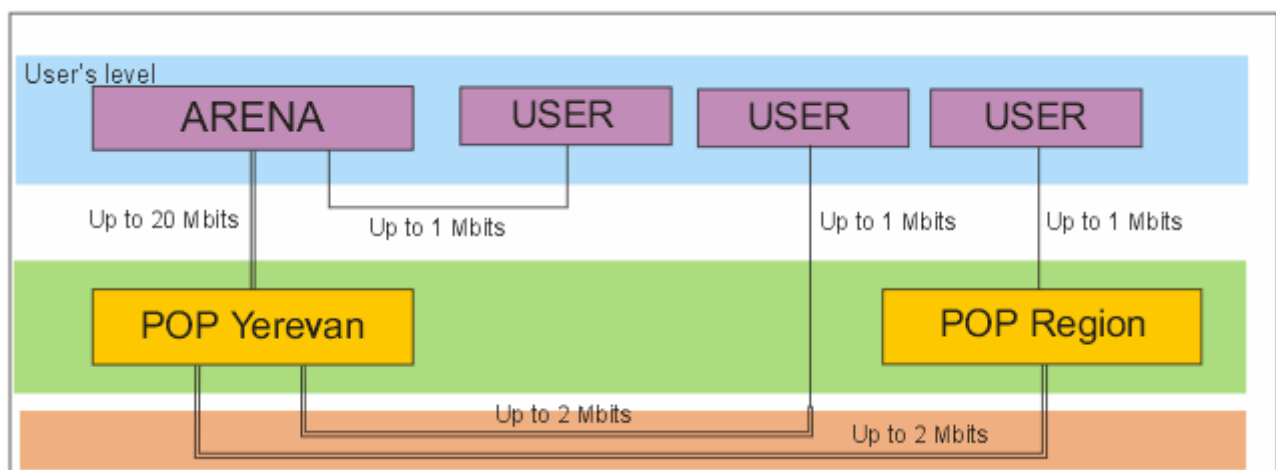 User's level
ARENA
USER
USER
USER
Up to 20 Mbits
Up to 1 Mbits
Up to 1 Mbits
Up to 1 Mbits
POP Yerevan
POP Region
Up to 2 Mbits
Up to 2 Mbits